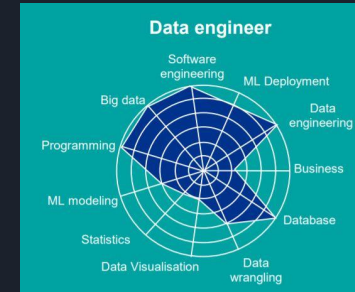 Data engineer
Software
engineering
ML Deployment
Big data
Data
engineering
Programming
Business
ML modeling
Database
Statistics
Data Visualisation
Data
wrangling